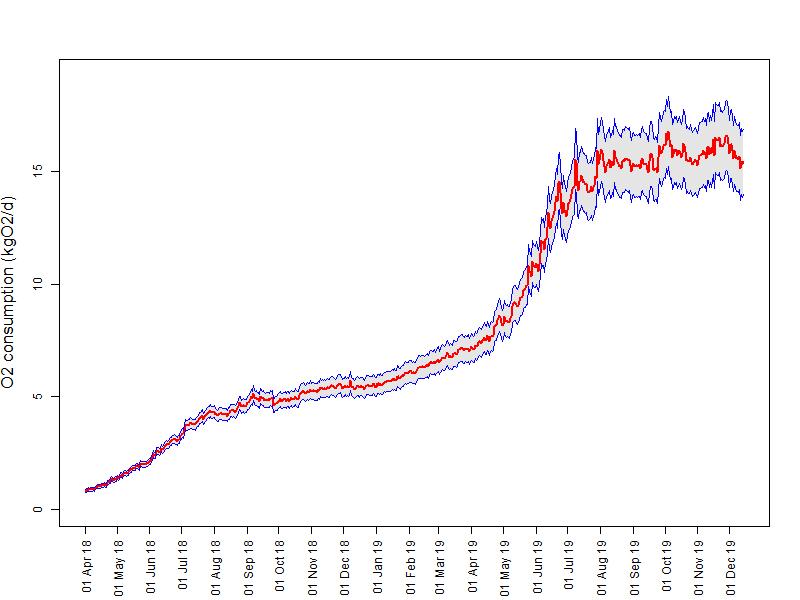 O2 consumption (kgO2/d)
15
10
5
0
01 Apr 18
01 May 18
01 Jun 18
01 Jul 18
01 Aug 18
01 Sep 18
01 Oct 18
01 Nov 18
01 Dec 18
01 Jan 19
01 Feb 19
01 Mar 19
01 Apr 19
01 May 19
01 Jun 19
01 Jul 19
01 Aug 19
01 Sep 19
01 Oct 19
01 Nov 19
01 Dec 19